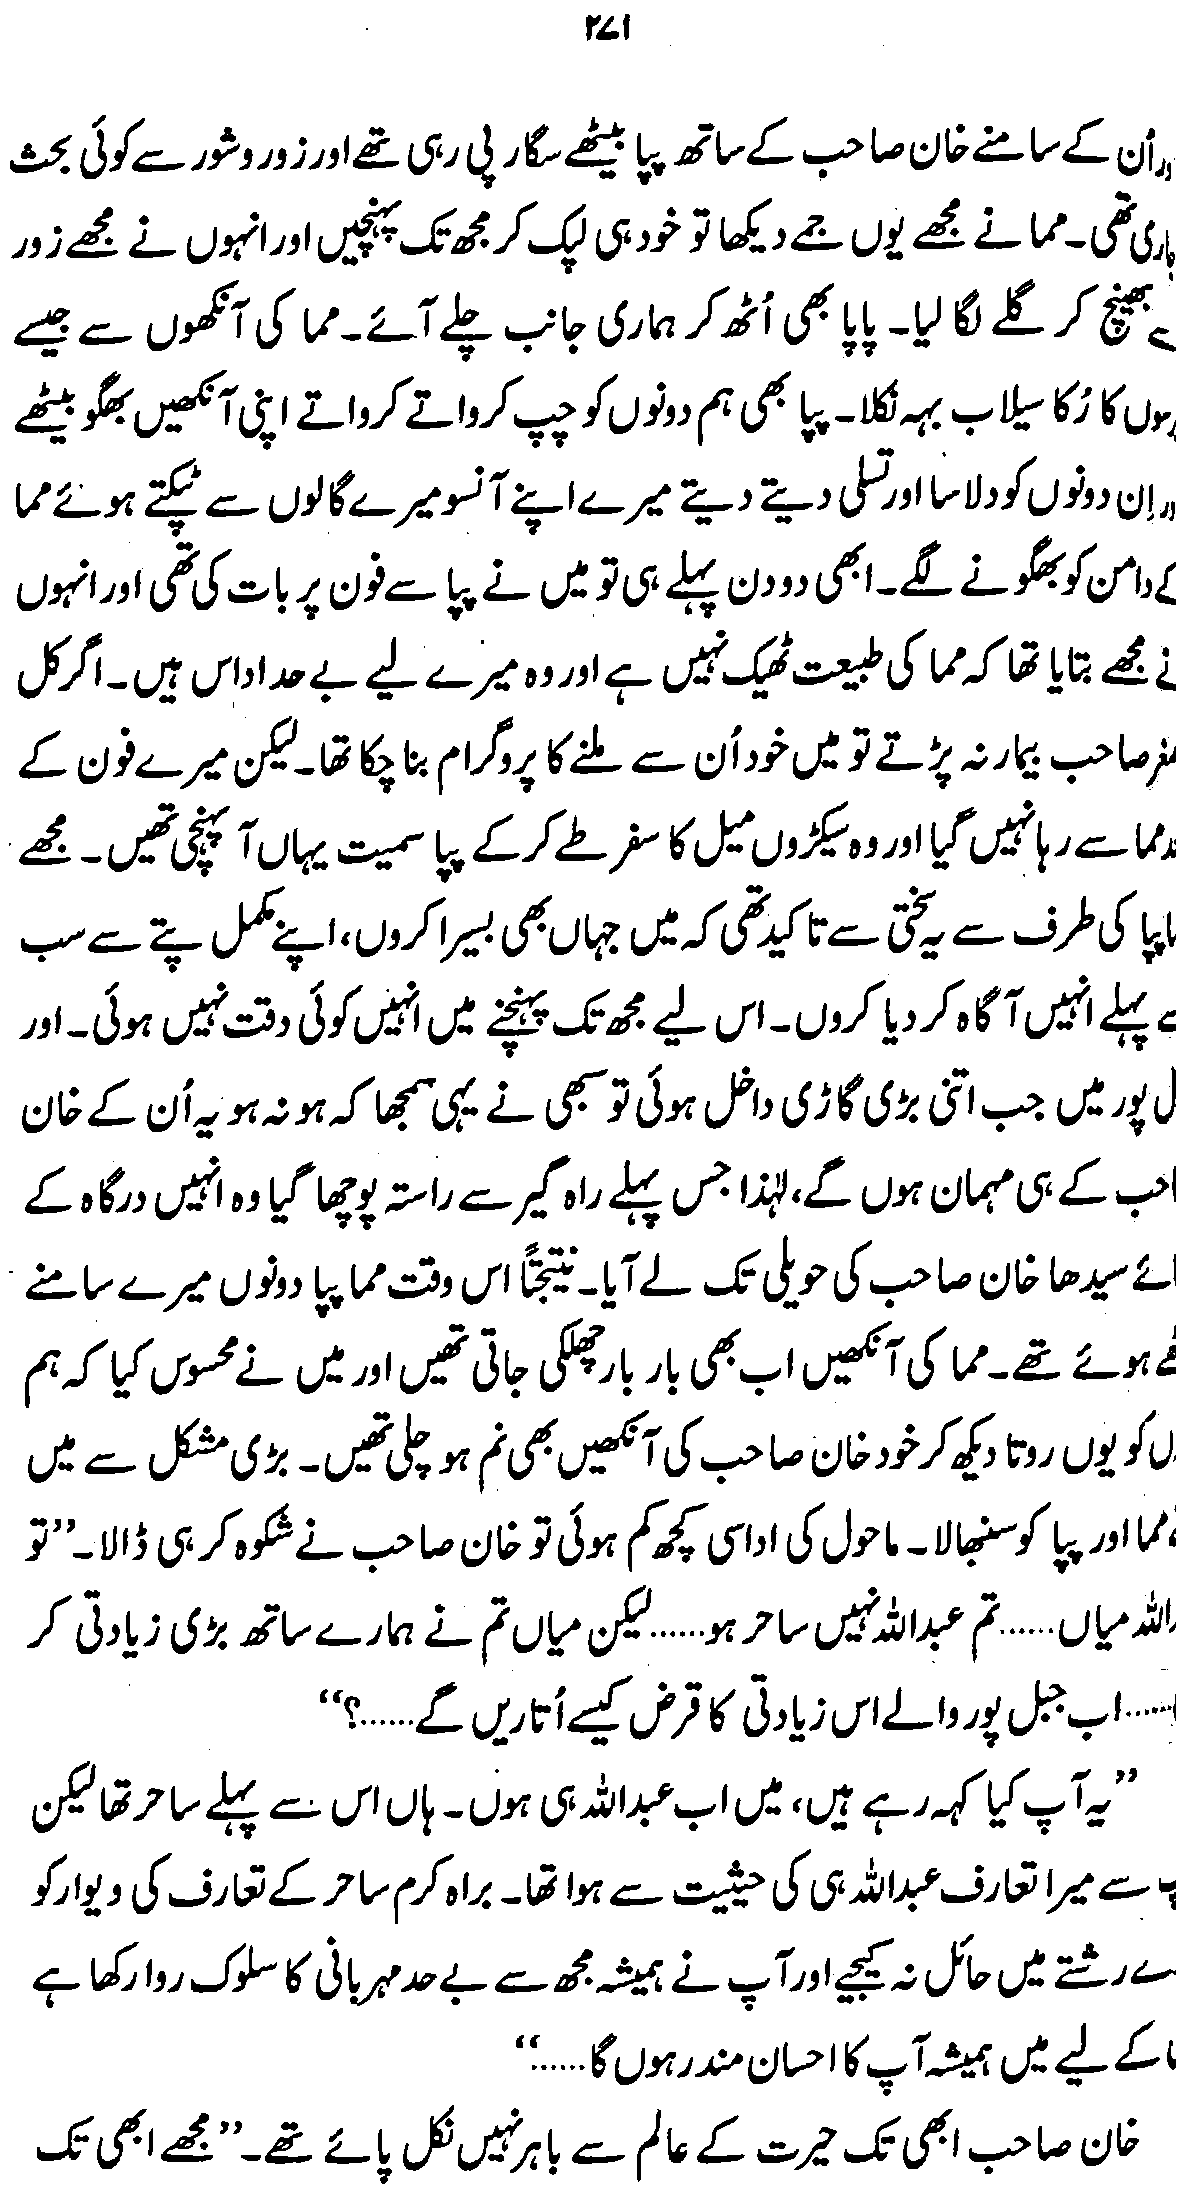 ۲۷۱
اُن کے سامنے خان صاحب کے ساتھ پپا بیٹھے سگار پی رہی تھے اور زور و شور سے کوئی بحث
جاری تھی۔ مما نے مجھے یوں جمے دیکھا تو خود ہی لپک کر مجھ تک پہنچیں اور انہوں نے مجھے زور
سے بھینچ کر گلے لگا لیا۔ پاپا بھی اُٹھ کر ہماری جانب چلے آئے۔ مما کی آنکھوں سے جیسے
کا رُکا سیلاب بہہ نکلا۔ پپا بھی ہم دونوں کو چپ کرواتے کرواتے اپنی آنکھیں بھگو بیٹھے
اِن دونوں کو دلاسا اور تسلی دیتے دیتے میرے اپنے آنسو میرے گالوں سے ٹپکتے ہوئے مما
کے دامن کو بھگونے لگے۔ ابھی دو دن پہلے ہی تو میں نے پپا سے فون پر بات کی تھی اور انہوں
نے مجھے بتایا تھا کہ مما کی طبیعت ٹھیک نہیں ہے اور وہ میرے لیے بے حد اداس ہیں۔ اگر کل
صاحب بیمار نہ پڑتے تو میں خود اُن سے ملنے کا پروگرام بنا چکا تھا۔ لیکن میرے فون کے
مما سے رہا نہیں گیا اور وہ سیکڑوں میل کا سفر طے کر کے پپا سمیت یہاں آ پہنچی تھیں۔ مجھے
پپا کی طرف سے یہ سختی سے تاکید تھی کہ میں جہاں بھی بسیرا کروں، اپنے مکمل پتے سے سب
سے پہلے انہیں آگاہ کر دیا کروں۔ اس لیے مجھ تک پہنچنے میں انہیں کوئی دقت نہیں ہوئی۔ اور
پور میں جب اتنی بڑی گاڑی داخل ہوئی تو سبھی نے یہی سمجھا کہ ہو نہ ہو یہ اُن کے خان
احب کے ہی مہمان ہوں گے، لہٰذا جس پہلے راہ گیر سے راستہ پوچھا گیا وہ انہیں درگاہ کے
ائے سیدھا خان صاحب کی حویلی تک لے آیا۔ نتیجتاً اس وقت مما پپا دونوں میرے سامنے
ہوئے تھے۔ مما کی آنکھیں اب بھی بار بار چھلکی جاتی تھیں اور میں نے محسوس کیا کہ ہم
کو یوں روتا دیکھ کر خود خان صاحب کی آنکھیں بھی نم ہو چلی تھیں۔ بڑی مشکل سے میں
مما اور پپا کو سنبھالا۔ ماحول کی اداسی کچھ کم ہوئی تو خان صاحب نے شکوہ کر ہی ڈالا۔ ”تو
اللہ میاں...... تم عبداللہ نہیں ساحر ہو...... لیکن میاں تم نے ہمارے ساتھ بڑی زیادتی کر
...... اب جبل پور والے اس زیادتی کا قرض کیسے اُتاریں گے......؟“
”یہ آپ کیا کہہ رہے ہیں، میں اب عبداللہ ہی ہوں۔ ہاں اس سے پہلے ساحر تھا لیکن
سے میرا تعارف عبداللہ ہی کی حیثیت سے ہوا تھا۔ براہ کرم ساحر کے تعارف کی دیوار کو
رشتے میں حائل نہ کیجیے اور آپ نے ہمیشہ مجھ سے بے حد مہربانی کا سلوک روا رکھا ہے
کے لیے میں ہمیشہ آپ کا احسان مند رہوں گا......“
خان صاحب ابھی تک حیرت کے عالم سے باہر نہیں نکل پائے تھے۔ ”مجھے ابھی تک